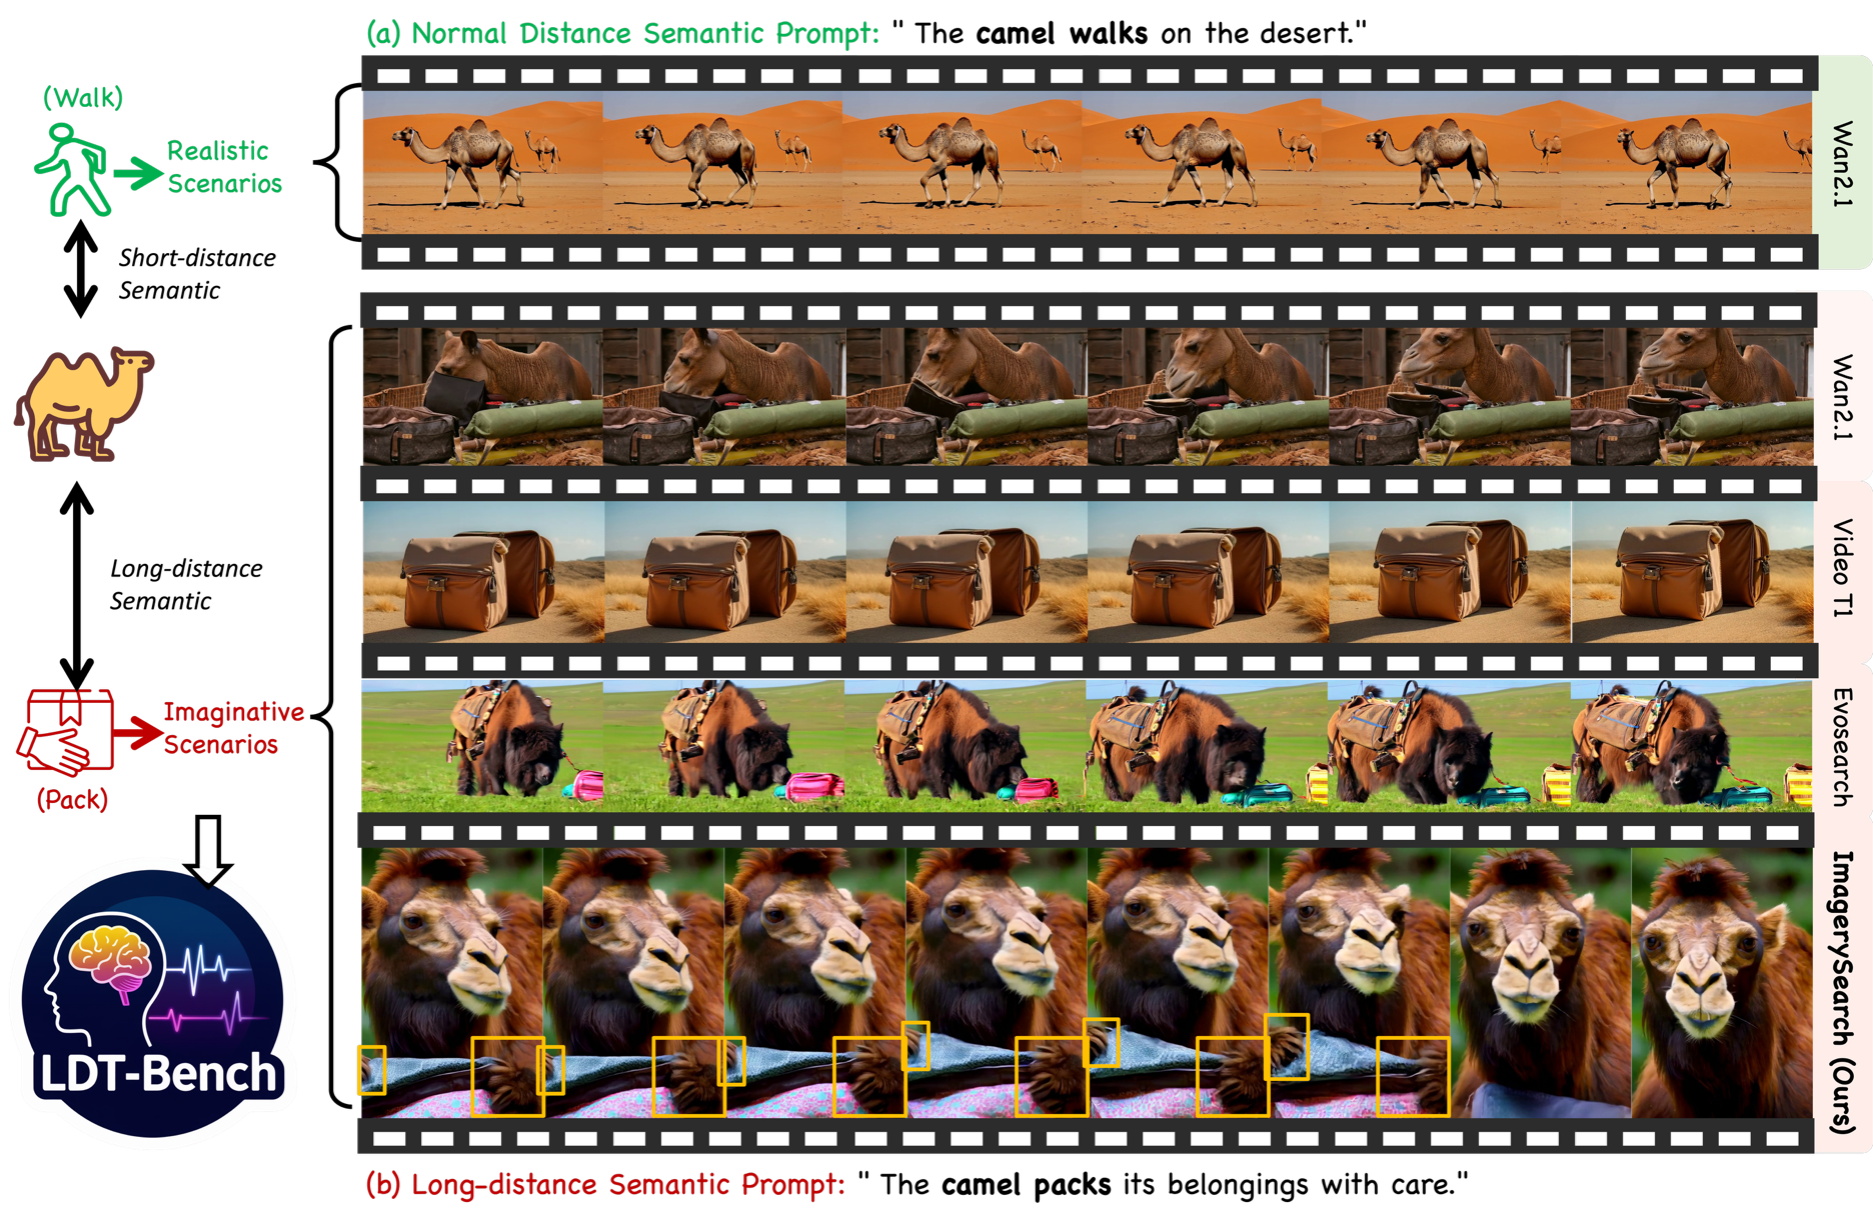 (a) Normal Distance Semantic Prompt: " The camel walks on the desert."
(Walk)
Realistic
Scenarios
Wan2.1
Short-distance
Semantic
Wan2.1
Long-distance
Semantic
Video T1
Imaginative
Scenarios
(Pack)
Evosearch
LDT-Bench
ImagerySearch (Ours)
(b) Long-distance Semantic Prompt: " The camel packs its belongings with care."